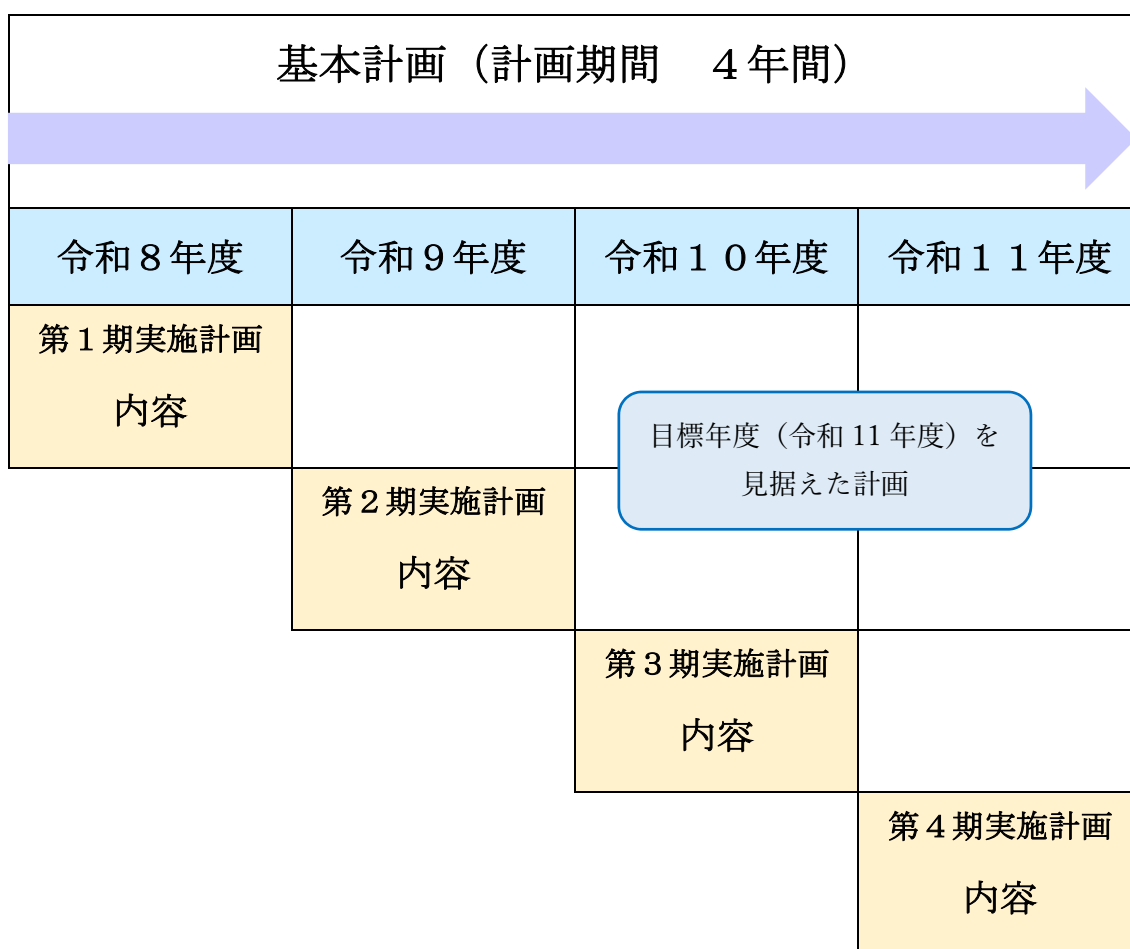 基本計画（計画期間　４年間）
令和８年度
令和９年度
令和１０年度
令和１１年度
第１期実施計画
内容
目標年度（令和 11 年度）を
見据えた計画
第２期実施計画
内容
第３期実施計画
内容
第４期実施計画
内容